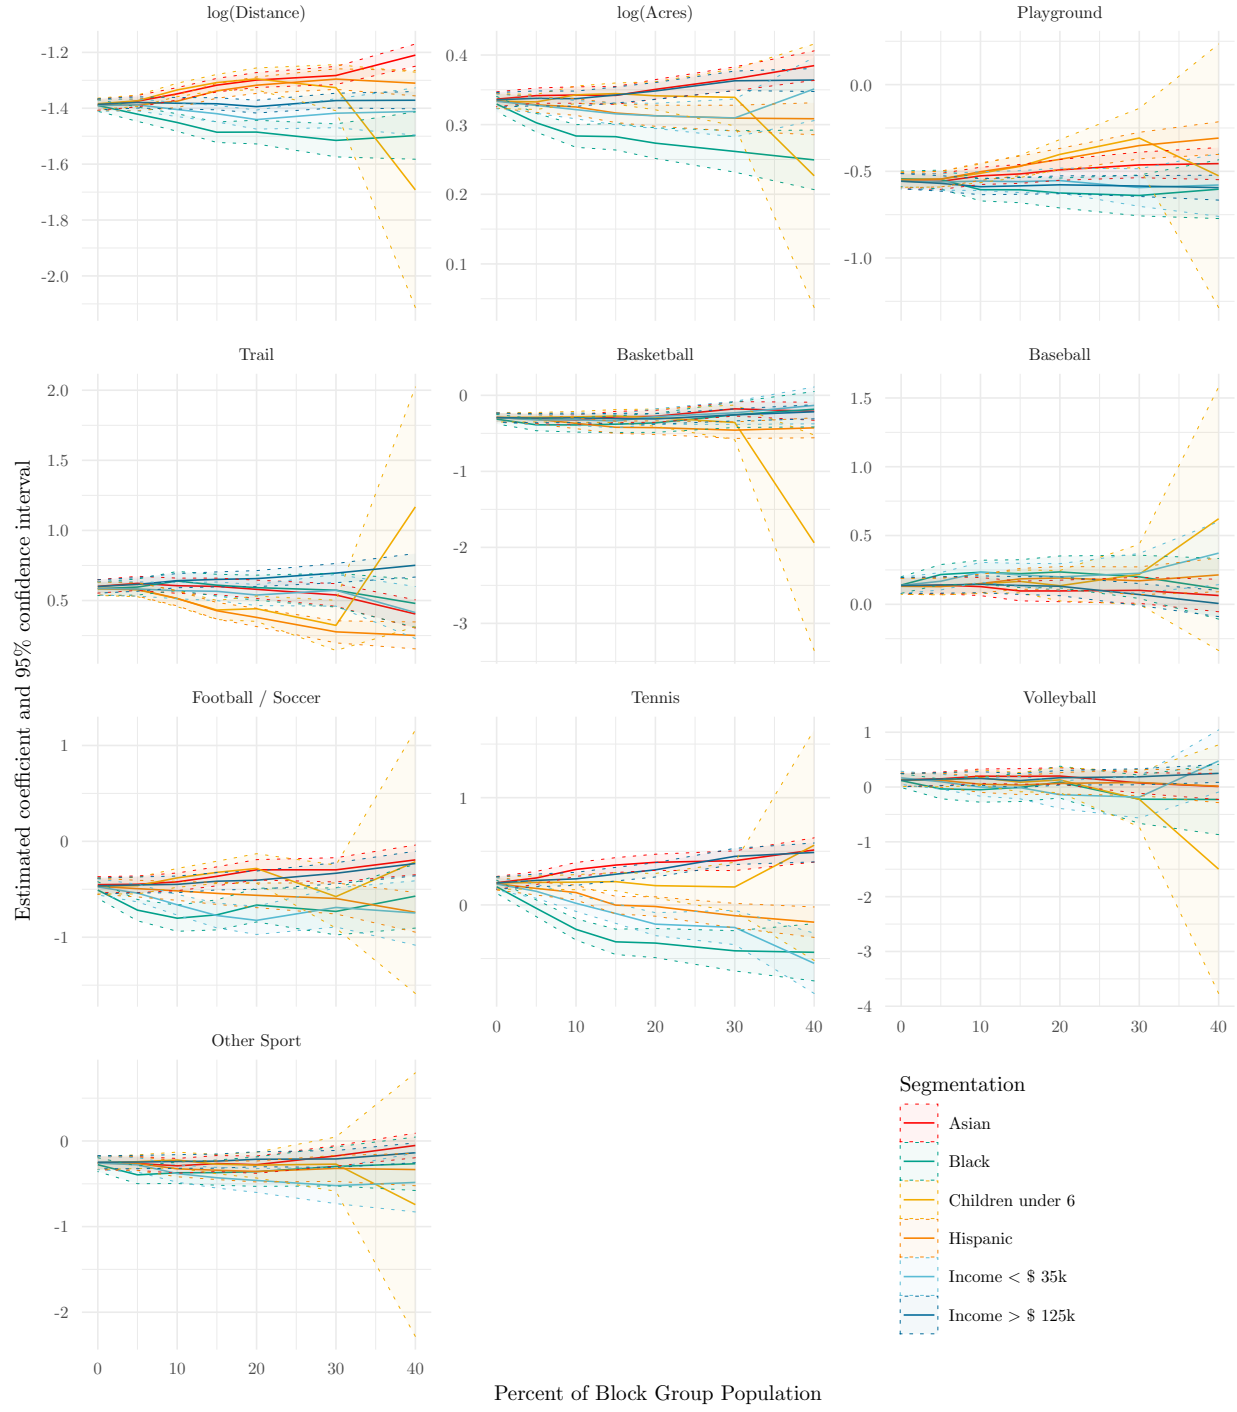 log(Distance)
log(Acres)
Playground
-1.2
-1.4
-1.6
-1.8
-2.0
0.4
0.3
0.2
0.1
0.0
-0.5
-1.0
Trail
Basketball
Baseball
2.0
1.5
1.0
0.5
0
-1
-2
-3
1.5
1.0
0.5
0.0
Estimated coefficient and 95% confidence interval
Football / Soccer
Tennis
Volleyball
1
0
-1
1
0
1
0
-1
-2
-3
-4
0 10 20 30 40
0 10 20 30 40
Other Sport
0
-1
-2
0 10 20 30 40
Segmentation
Asian
Black
Children under 6
Hispanic
Income < $ 35k
Income > $ 125k
Percent of Block Group Population